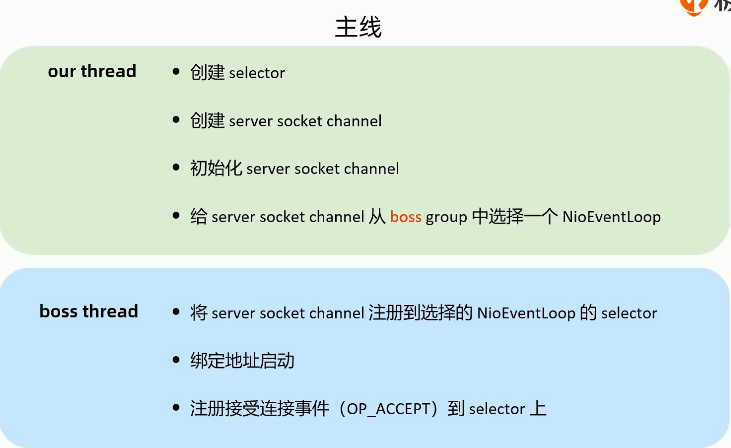 主线
our thread
• 创建 selector
• 创建 server socket channel
• 初始化 server socket channel
• 给 server socket channel 从 boss group 中选择一个 NioEventLoop
boss thread
• 将 server socket channel 注册到选择的 NioEventLoop 的 selector
• 绑定地址启动
• 注册接受连接事件（OP_ACCEPT）到 selector 上